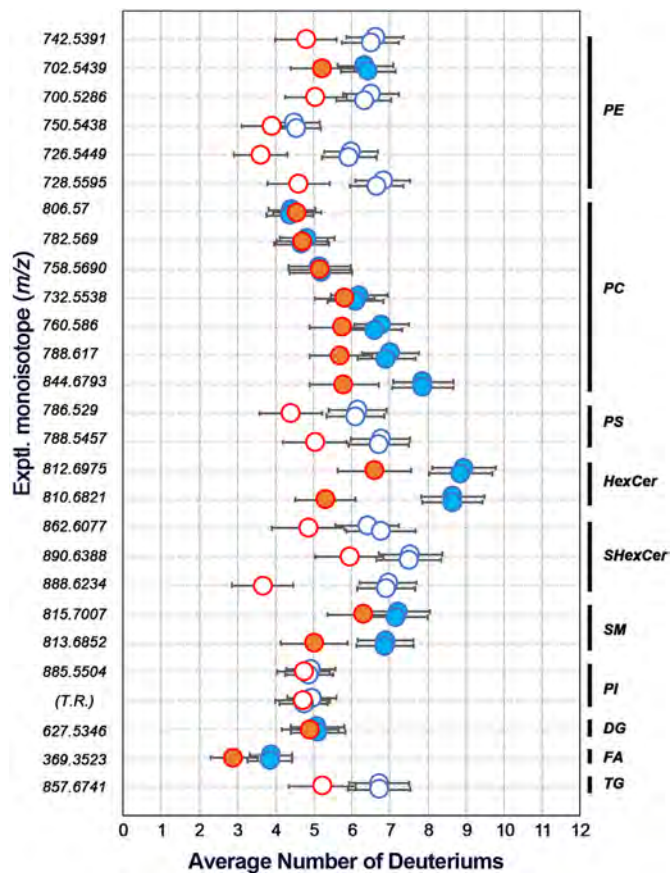 742.5391
702.5439
700.5286
750.5438
726.5449
728.5595
806.57
782.569
758.5690
732.5538
760.586
788.617
844.6793
786.529
788.5457
812.6975
810.6821
862.6077
890.6388
888.6234
815.7007
813.6852
885.5504
(T.R.)
627.5346
369.3523
857.6741
Exptl. monoisotope (m/z)
PE
PC
PS
HexCer
SHexCer
SM
PI
DG
FA
TG
0 1 2 3 4 5 6 7 8 9 10 11 12
Average Number of Deuteriums